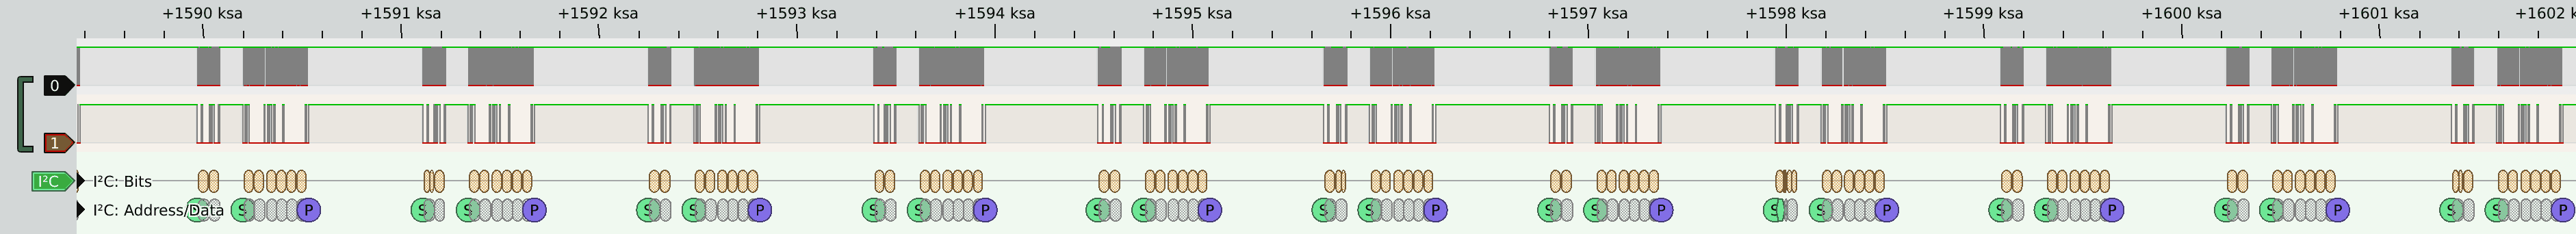 +1590 ksa +1591 ksa +1592 ksa +1593 ksa +1594 ksa +1595 ksa +1596 ksa +1597 ksa +1598 ksa +1599 ksa +1600 ksa +1601 ksa +1602 k
0
1
I²C I²C: Bits
I²C: Address/Data S S P S S P S S P S S P S S P S S P S S P S S P S S P S S P S S P